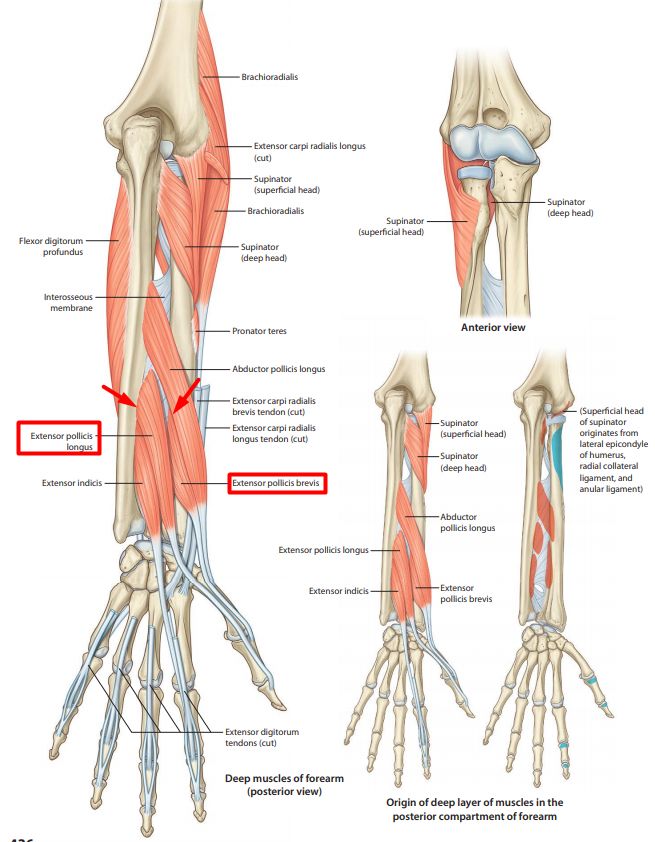 Brachioradialis
Extensor carpi radialis longus
(cut)
Supinator
(superficial head)
Brachioradialis
Flexor digitorum
profundus
Supinator
(deep head)
Interosseous
membrane
Pronator teres
Abductor pollicis longus
Extensor carpi radialis
brevis tendon (cut)
Extensor carpi radialis
longus tendon (cut)
Extensor pollicis
longus
Extensor indicis
Extensor pollicis brevis
Extensor digitorum
tendons (cut)
Deep muscles of forearm
(posterior view)
Supinator
(superficial head)
Supinator
(deep head)
Anterior view
Supinator
(superficial head)
Supinator
(deep head)
Abductor
pollicis longus
Extensor pollicis longus
Extensor indicis
Extensor
pollicis brevis
(Superficial head
of supinator
originates from
lateral epicondyle
of humerus,
radial collateral
ligament, and
anular ligament)
Origin of deep layer of muscles in the
posterior compartment of forearm